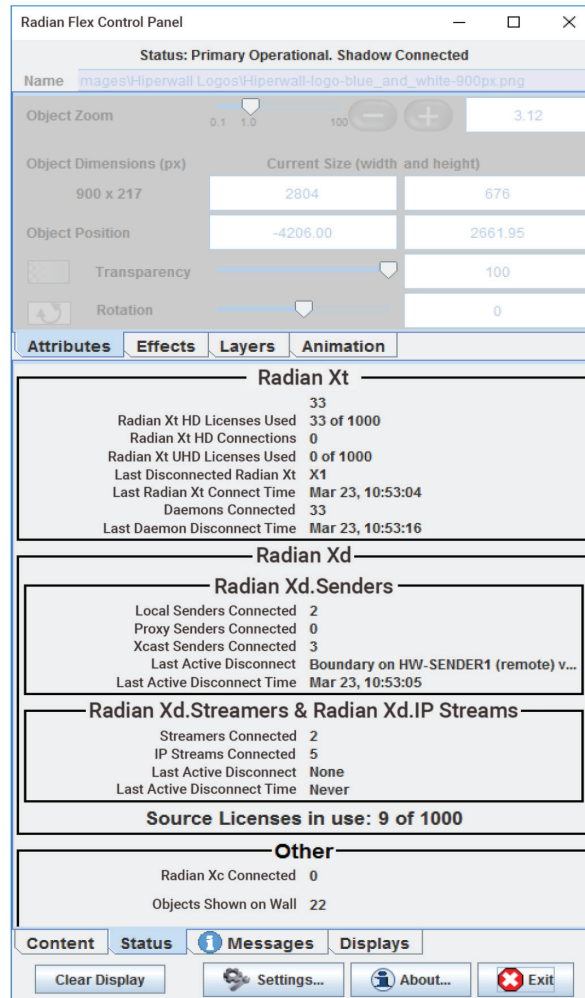 Radian Flex Control Panel
Status: Primary Operational. Shadow Connected
Name mages\Hiperwall Logos\Hiperwall-logo-blue_and_white-900px.png
Object Zoom 0.1 1.0 100 3.12
Object Dimensions (px) Current Size (width and height)
900 x 217 2804 676
Object Position -4206.00 2661.95
Transparency 100
Rotation 0
Attributes Effects Layers Animation
Radian Xt
33
Radian Xt HD Licenses Used 33 of 1000
Radian Xt HD Connections 0
Radian Xt UHD Licenses Used 0 of 1000
Last Disconnected Radian Xt X1
Last Radian Xt Connect Time Mar 23, 10:53:04
Daemons Connected 33
Last Daemon Disconnect Time Mar 23, 10:53:16
Radian Xd
Radian Xd.Senders
Local Senders Connected 2
Proxy Senders Connected 0
Xcast Senders Connected 3
Last Active Disconnect Boundary on HW-SENDER1 (remote) v...
Last Active Disconnect Time Mar 23, 10:53:05
Radian Xd.Streamers & Radian Xd.IP Streams
Streamers Connected 2
IP Streams Connected 5
Last Active Disconnect None
Last Active Disconnect Time Never
Source Licenses in use: 9 of 1000
Other
Radian Xc Connected 0
Objects Shown on Wall 22
Content Status Messages Displays
Clear Display Settings... About... Exit